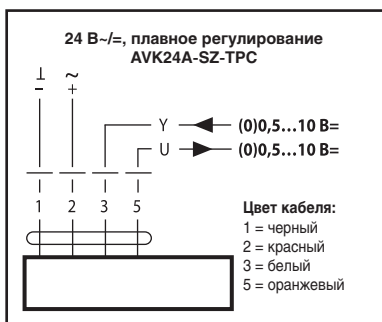 24 В~/=, плавное регулирование
AVK24A-SZ-TPC
⊥ ~
− +
Y (0)0,5...10 В=
U (0)0,5...10 В=
1 2 3 5
Цвет кабеля:
1 = черный
2 = красный
3 = белый
5 = оранжевый